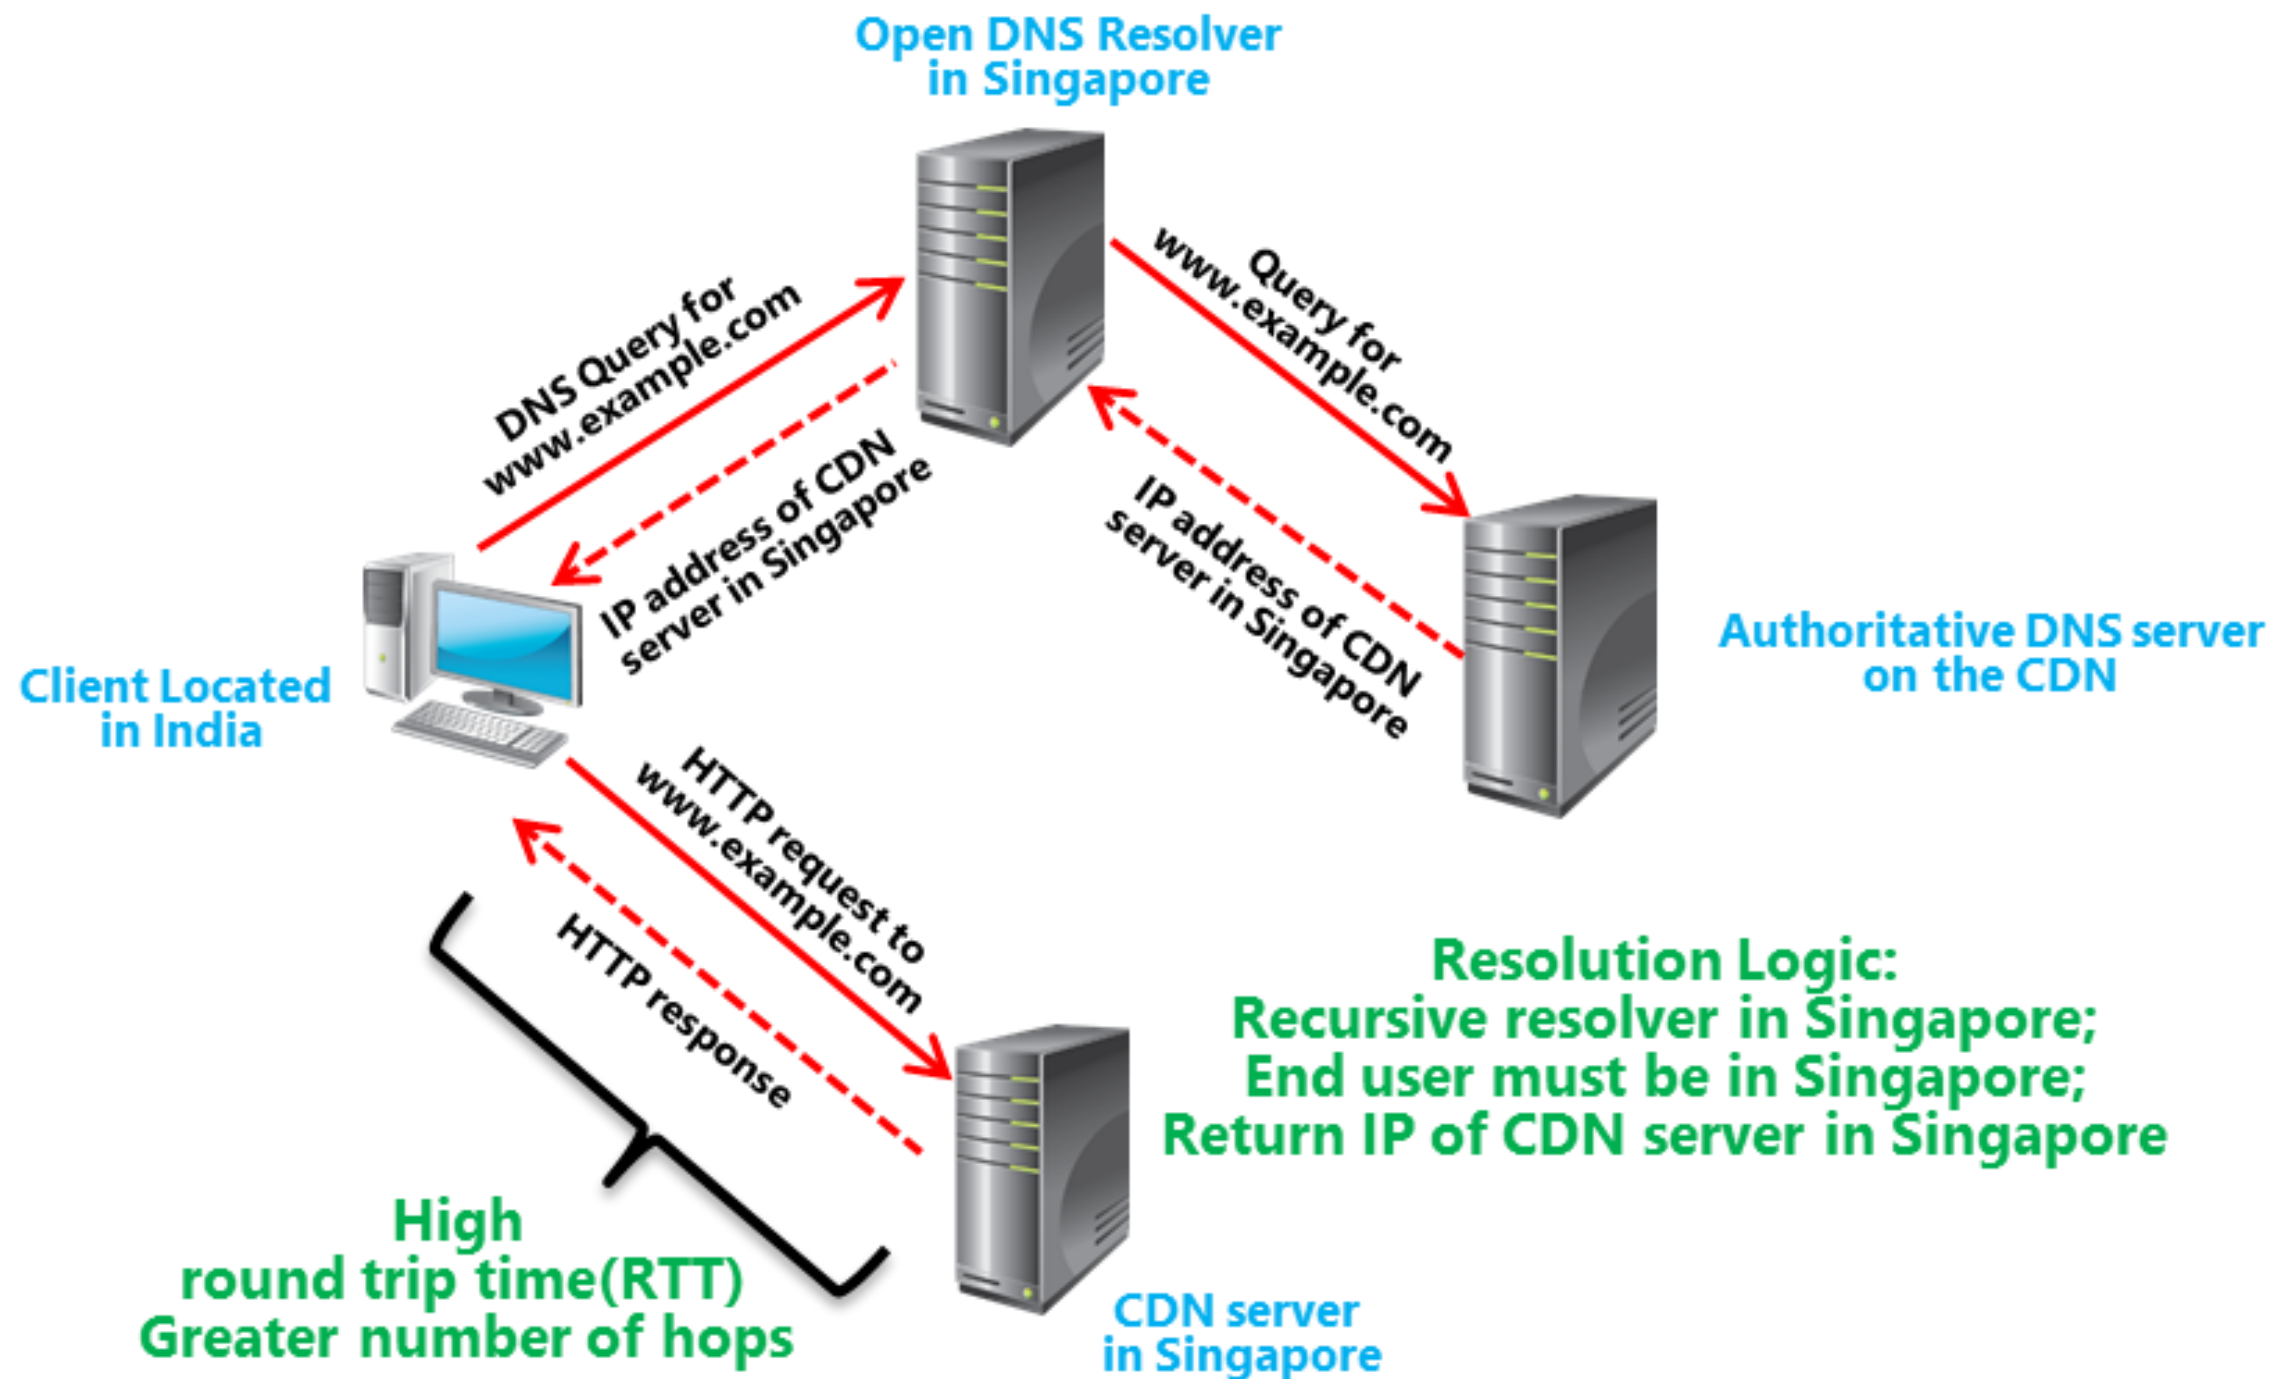 Open DNS Resolver
in Singapore
DNS Query for
www.example.com
Query for
www.example.com
IP address of CDN
server in Singapore
IP address of CDN
server in Singapore
Authoritative DNS server
on the CDN
Client Located
in India
HTTP request to
www.example.com
HTTP response
Resolution Logic:
Recursive resolver in Singapore;
End user must be in Singapore;
Return IP of CDN server in Singapore
High
round trip time(RTT)
Greater number of hops
CDN server
in Singapore